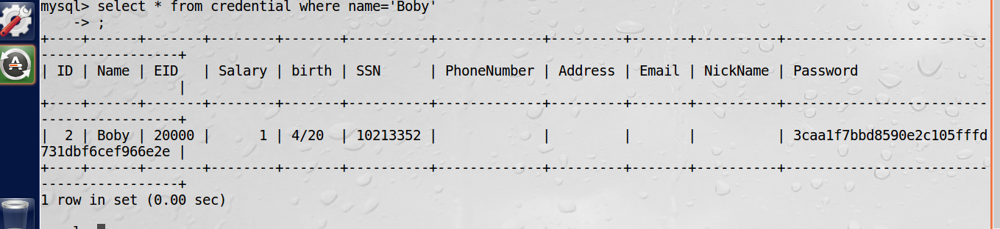 mysql> select * from credential where name='Boby'
    -> ;
+----+------+-------+--------+-------+----------+-------------+---------+-------+----------+-------------------------
-----------------+
| ID | Name | EID   | Salary | birth | SSN      | PhoneNumber | Address | Email | NickName | Password
                 |
+----+------+-------+--------+-------+----------+-------------+---------+-------+----------+-------------------------
-----------------+
|  2 | Boby | 20000 |      1 | 4/20  | 10213352 |             |         |       |          | 3caa1f7bbd8590e2c105fffd
731dbf6cef966e2e |
+----+------+-------+--------+-------+----------+-------------+---------+-------+----------+-------------------------
-----------------+
1 row in set (0.00 sec)